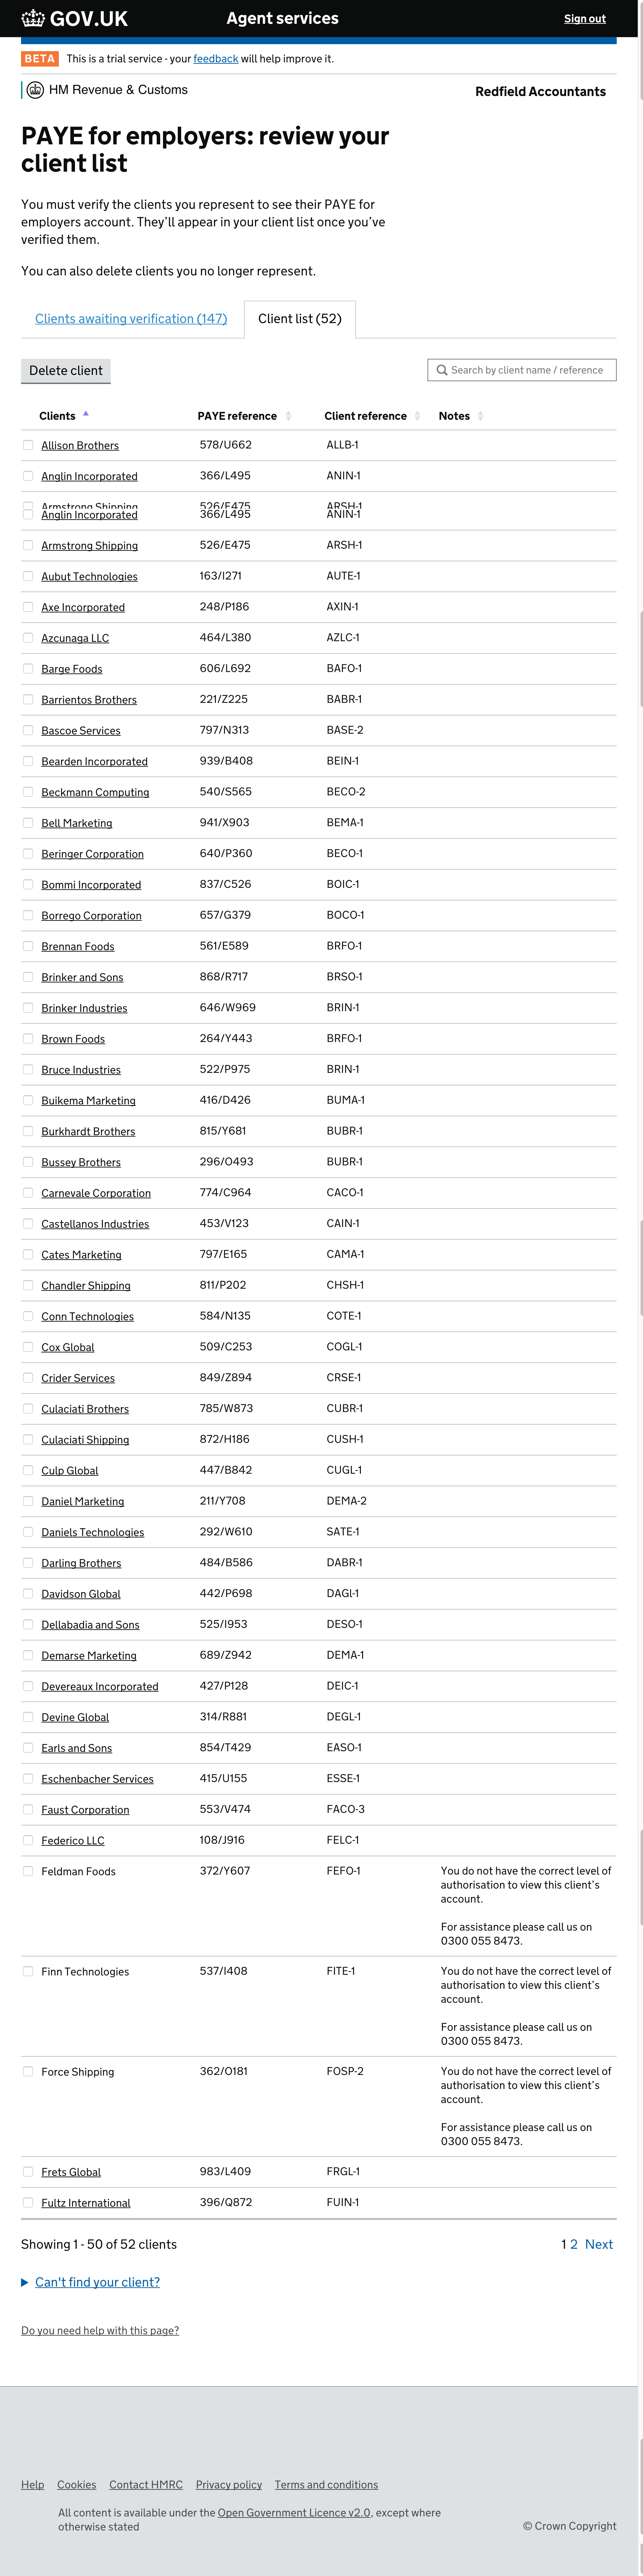 GOV.UK Agent services Sign out
BETA This is a trial service - your feedback will help improve it.
HM Revenue & Customs Redfield Accountants
PAYE for employers: review your
client list
You must verify the clients you represent to see their PAYE for
employers account. They'll appear in your client list once you've
verified them.
You can also delete clients you no longer represent.
Clients awaiting verification (147) Client list (52)
Delete client Search by client name / reference
Clients PAYE reference Client reference Notes
Allison Brothers 578/U662 ALLB-1
Anglin Incorporated 366/L495 ANIN-1
Armstrong Shipping 526/E475 ARSH-1
Anglin Incorporated 366/L495 ANIN-1
Armstrong Shipping 526/E475 ARSH-1
Aubut Technologies 163/I271 AUTE-1
Axe Incorporated 248/P186 AXIN-1
Azcunaga LLC 464/L380 AZLC-1
Barge Foods 606/L692 BAFO-1
Barrientos Brothers 221/Z225 BABR-1
Bascoe Services 797/N313 BASE-2
Bearden Incorporated 939/B408 BEIN-1
Beckmann Computing 540/S565 BECO-2
Bell Marketing 941/X903 BEMA-1
Beringer Corporation 640/P360 BECO-1
Bommi Incorporated 837/C526 BOIC-1
Borrego Corporation 657/G379 BOCO-1
Brennan Foods 561/E589 BRFO-1
Brinker and Sons 868/R717 BRSO-1
Brinker Industries 646/W969 BRIN-1
Brown Foods 264/Y443 BRFO-1
Bruce Industries 522/P975 BRIN-1
Buikema Marketing 416/D426 BUMA-1
Burkhardt Brothers 815/Y681 BUBR-1
Bussey Brothers 296/O493 BUBR-1
Carnevale Corporation 774/C964 CACO-1
Castellanos Industries 453/V123 CAIN-1
Cates Marketing 797/E165 CAMA-1
Chandler Shipping 811/P202 CHSH-1
Conn Technologies 584/N135 COTE-1
Cox Global 509/C253 COGL-1
Crider Services 849/Z894 CRSE-1
Culaciati Brothers 785/W873 CUBR-1
Culaciati Shipping 872/H186 CUSH-1
Culp Global 447/B842 CUGL-1
Daniel Marketing 211/Y708 DEMA-2
Daniels Technologies 292/W610 SATE-1
Darling Brothers 484/B586 DABR-1
Davidson Global 442/P698 DAGl-1
Dellabadia and Sons 525/I953 DESO-1
Demarse Marketing 689/Z942 DEMA-1
Devereaux Incorporated 427/P128 DEIC-1
Devine Global 314/R881 DEGL-1
Earls and Sons 854/T429 EASO-1
Eschenbacher Services 415/U155 ESSE-1
Faust Corporation 553/V474 FACO-3
Federico LLC 108/J916 FELC-1
Feldman Foods 372/Y607 FEFO-1 You do not have the correct level of
authorisation to view this client's
account.
For assistance please call us on
0300 055 8473.
Finn Technologies 537/I408 FITE-1 You do not have the correct level of
authorisation to view this client's
account.
For assistance please call us on
0300 055 8473.
Force Shipping 362/O181 FOSP-2 You do not have the correct level of
authorisation to view this client's
account.
For assistance please call us on
0300 055 8473.
Frets Global 983/L409 FRGL-1
Fultz International 396/Q872 FUIN-1
Showing 1 - 50 of 52 clients 1 2 Next
Can't find your client?
Do you need help with this page?
Help Cookies Contact HMRC Privacy policy Terms and conditions
All content is available under the Open Government Licence v2.0, except where
otherwise stated
© Crown Copyright